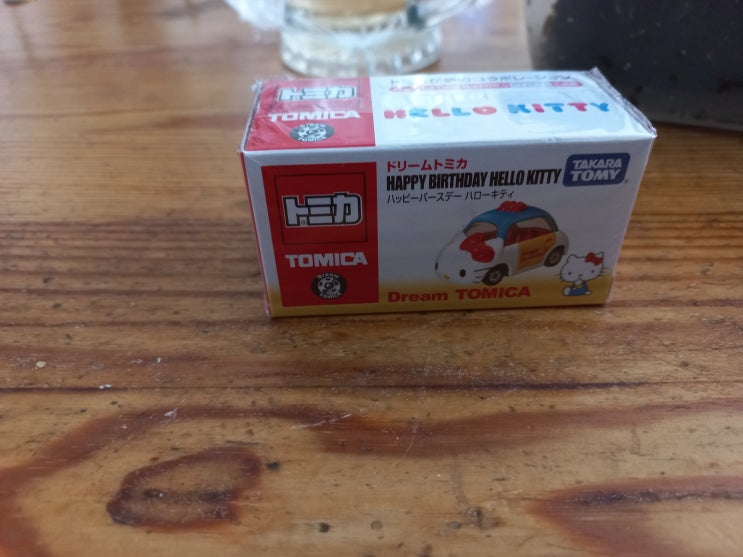 トミカ
TOMICA
HELLO KITTY
トミカ
TOMICA
Dream
ドリームトミカ
HAPPY BIRTHDAY HELLO KITTY
ハッピーバースデー ハローキティ
TAKARA
TOMY
Dream TOMICA